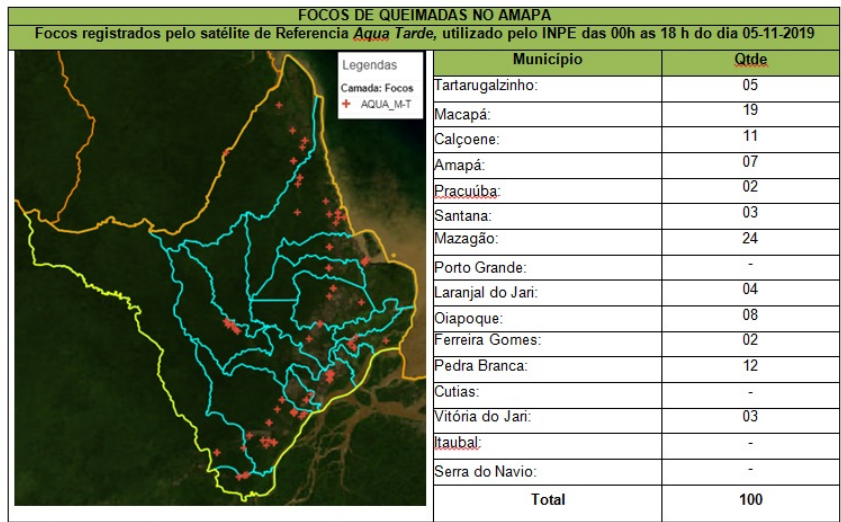 FOCOS DE QUEIMADAS NO AMAPA
Focos registrados pelo satélite de Referencia Aqua Tarde, utilizado pelo INPE das 00h as 18 h do dia 05-11-2019
Legendas
Camada: Focos
AQUA_M-T
Município Qtde
Tartarugalzinho: 05
Macapá: 19
Calçoene: 11
Amapá: 07
Pracuúba: 02
Santana: 03
Mazagão: 24
Porto Grande: -
Laranjal do Jari: 04
Oiapoque: 08
Ferreira Gomes: 02
Pedra Branca: 12
Cutias: -
Vitória do Jari: 03
Itaubal: -
Serra do Navio: -
Total 100